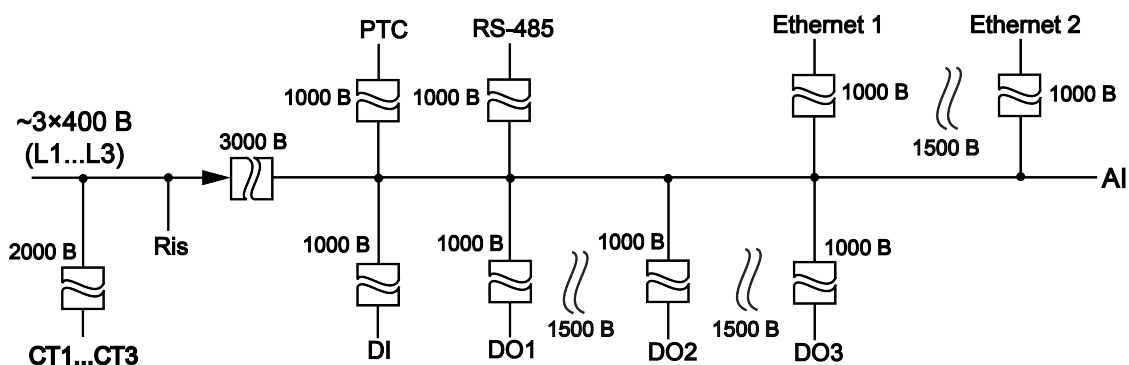 PTC
RS-485
Ethernet 1
Ethernet 2
1000 В
1000 В
1000 В
1000 В
~3×400 В
(L1...L3)
3000 В
1500 В
AI
2000 В
Ris
1000 В
1000 В
1000 В
1000 В
1500 В
1500 В
CT1...CT3
DI
DO1
DO2
DO3